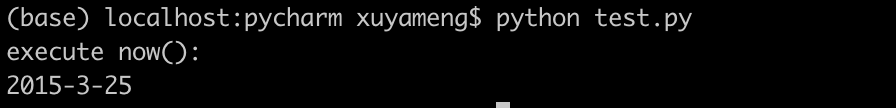 (base) localhost:pycharm xuyameng$ python test.py
execute now():
2015-3-25